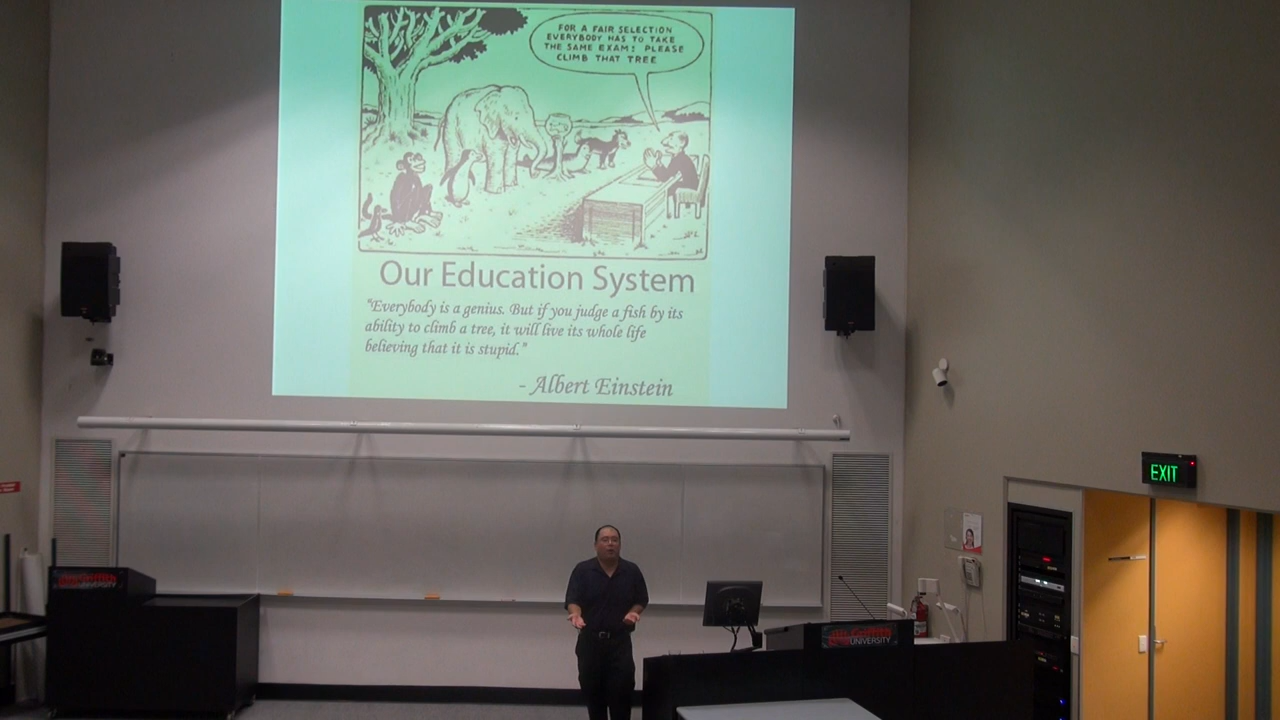 FOR A FAIR SELECTION
EVERYBODY HAS TO TAKE
THE SAME EXAM: PLEASE
CLIMB THAT TREE
Our Education System
"Everybody is a genius. But if you judge a fish by its
ability to climb a tree, it will live its whole life
believing that it is stupid."
- Albert Einstein
EXIT
Griffith
UNIVERSITY
Griffith
UNIVERSITY